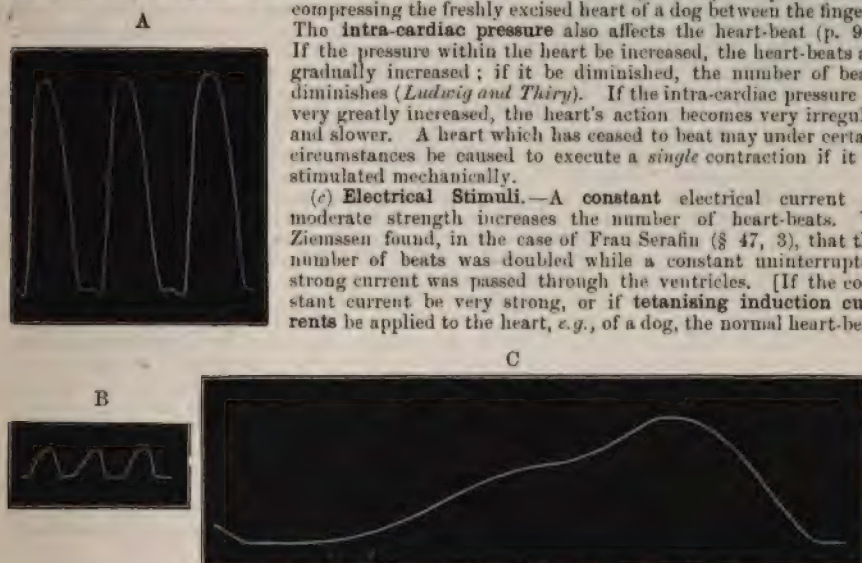 A
compressing the freshly excised heart of a dog between the finge
The intra-cardiac pressure also affects the heart-beat (p. 9
If the pressure within the heart be increased, the heart-beats a
gradually increased ; if it be diminished, the number of bea
diminishes (Ludwig and Thiry). If the intra-cardiac pressure
very greatly increased, the heart's action becomes very irregul
and slower. A heart which has ceased to beat may under certa
circumstances be caused to execute a single contraction if it
stimulated mechanically.
(c) Electrical Stimuli.—A constant electrical current
moderate strength increases the number of heart-beats.
Ziemssen found, in the case of Frau Serafin (§ 47, 3), that th
number of beats was doubled while a constant uninterrupt
strong current was passed through the ventricles. [If the co
stant current be very strong, or if tetanising induction cu
rents be applied to the heart, e.g., of a dog, the normal heart-be
B
C